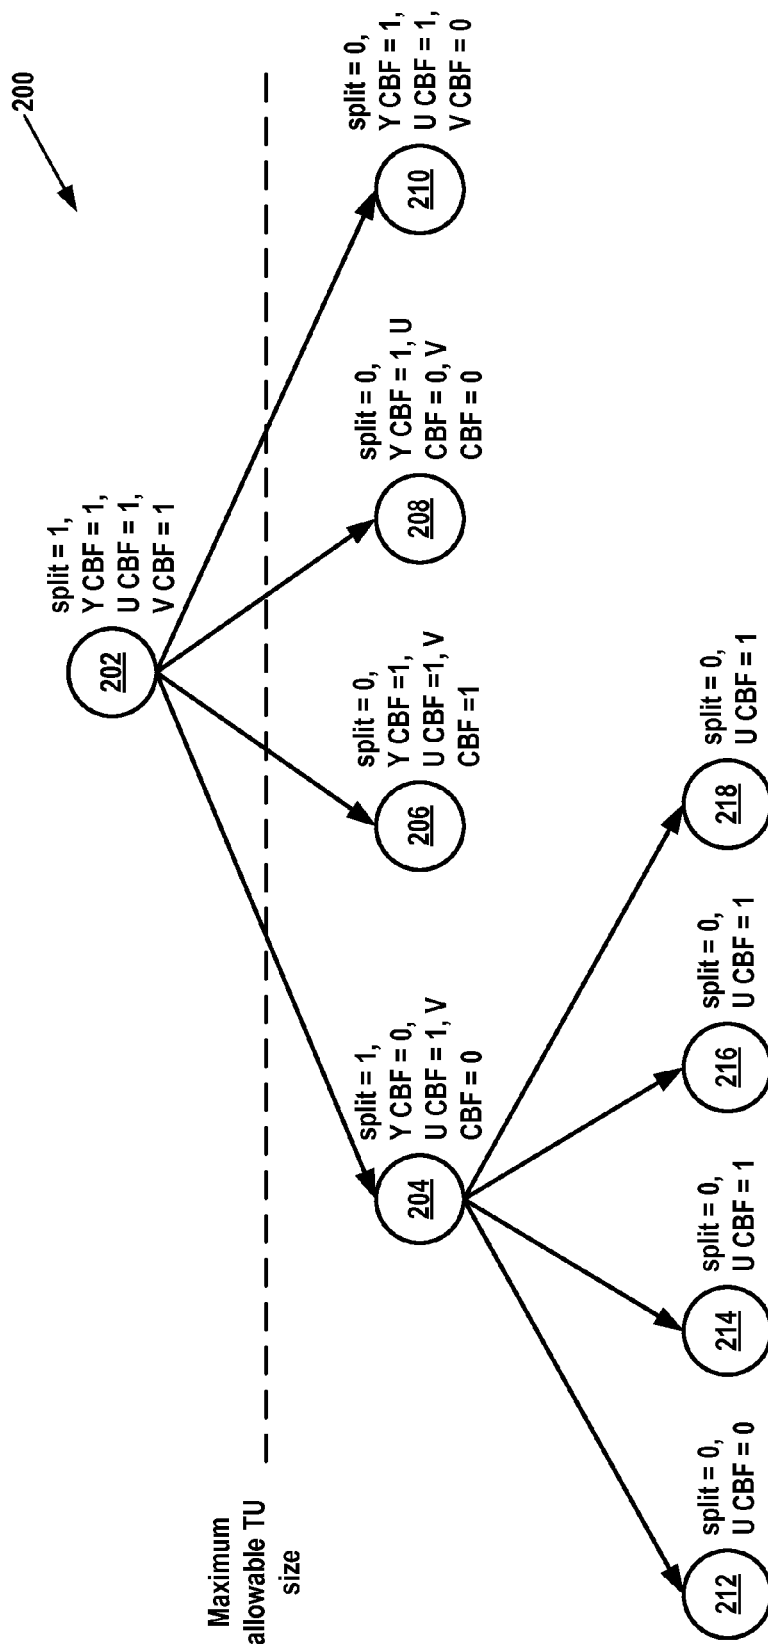 200
202
split = 1,
Y CBF = 1,
U CBF = 1,
V CBF = 1
Maximum
allowable TU
size
204
split = 1,
Y CBF = 0,
U CBF = 1, V
CBF = 0
206
split = 0,
Y CBF =1,
U CBF =1, V
CBF =1
208
split = 0,
Y CBF = 1, U
CBF = 0, V
CBF = 0
210
split = 0,
Y CBF = 1,
U CBF = 1,
V CBF = 0
212
split = 0,
U CBF = 0
214
split = 0,
U CBF = 1
216
split = 0,
U CBF = 1
218
split = 0,
U CBF = 1